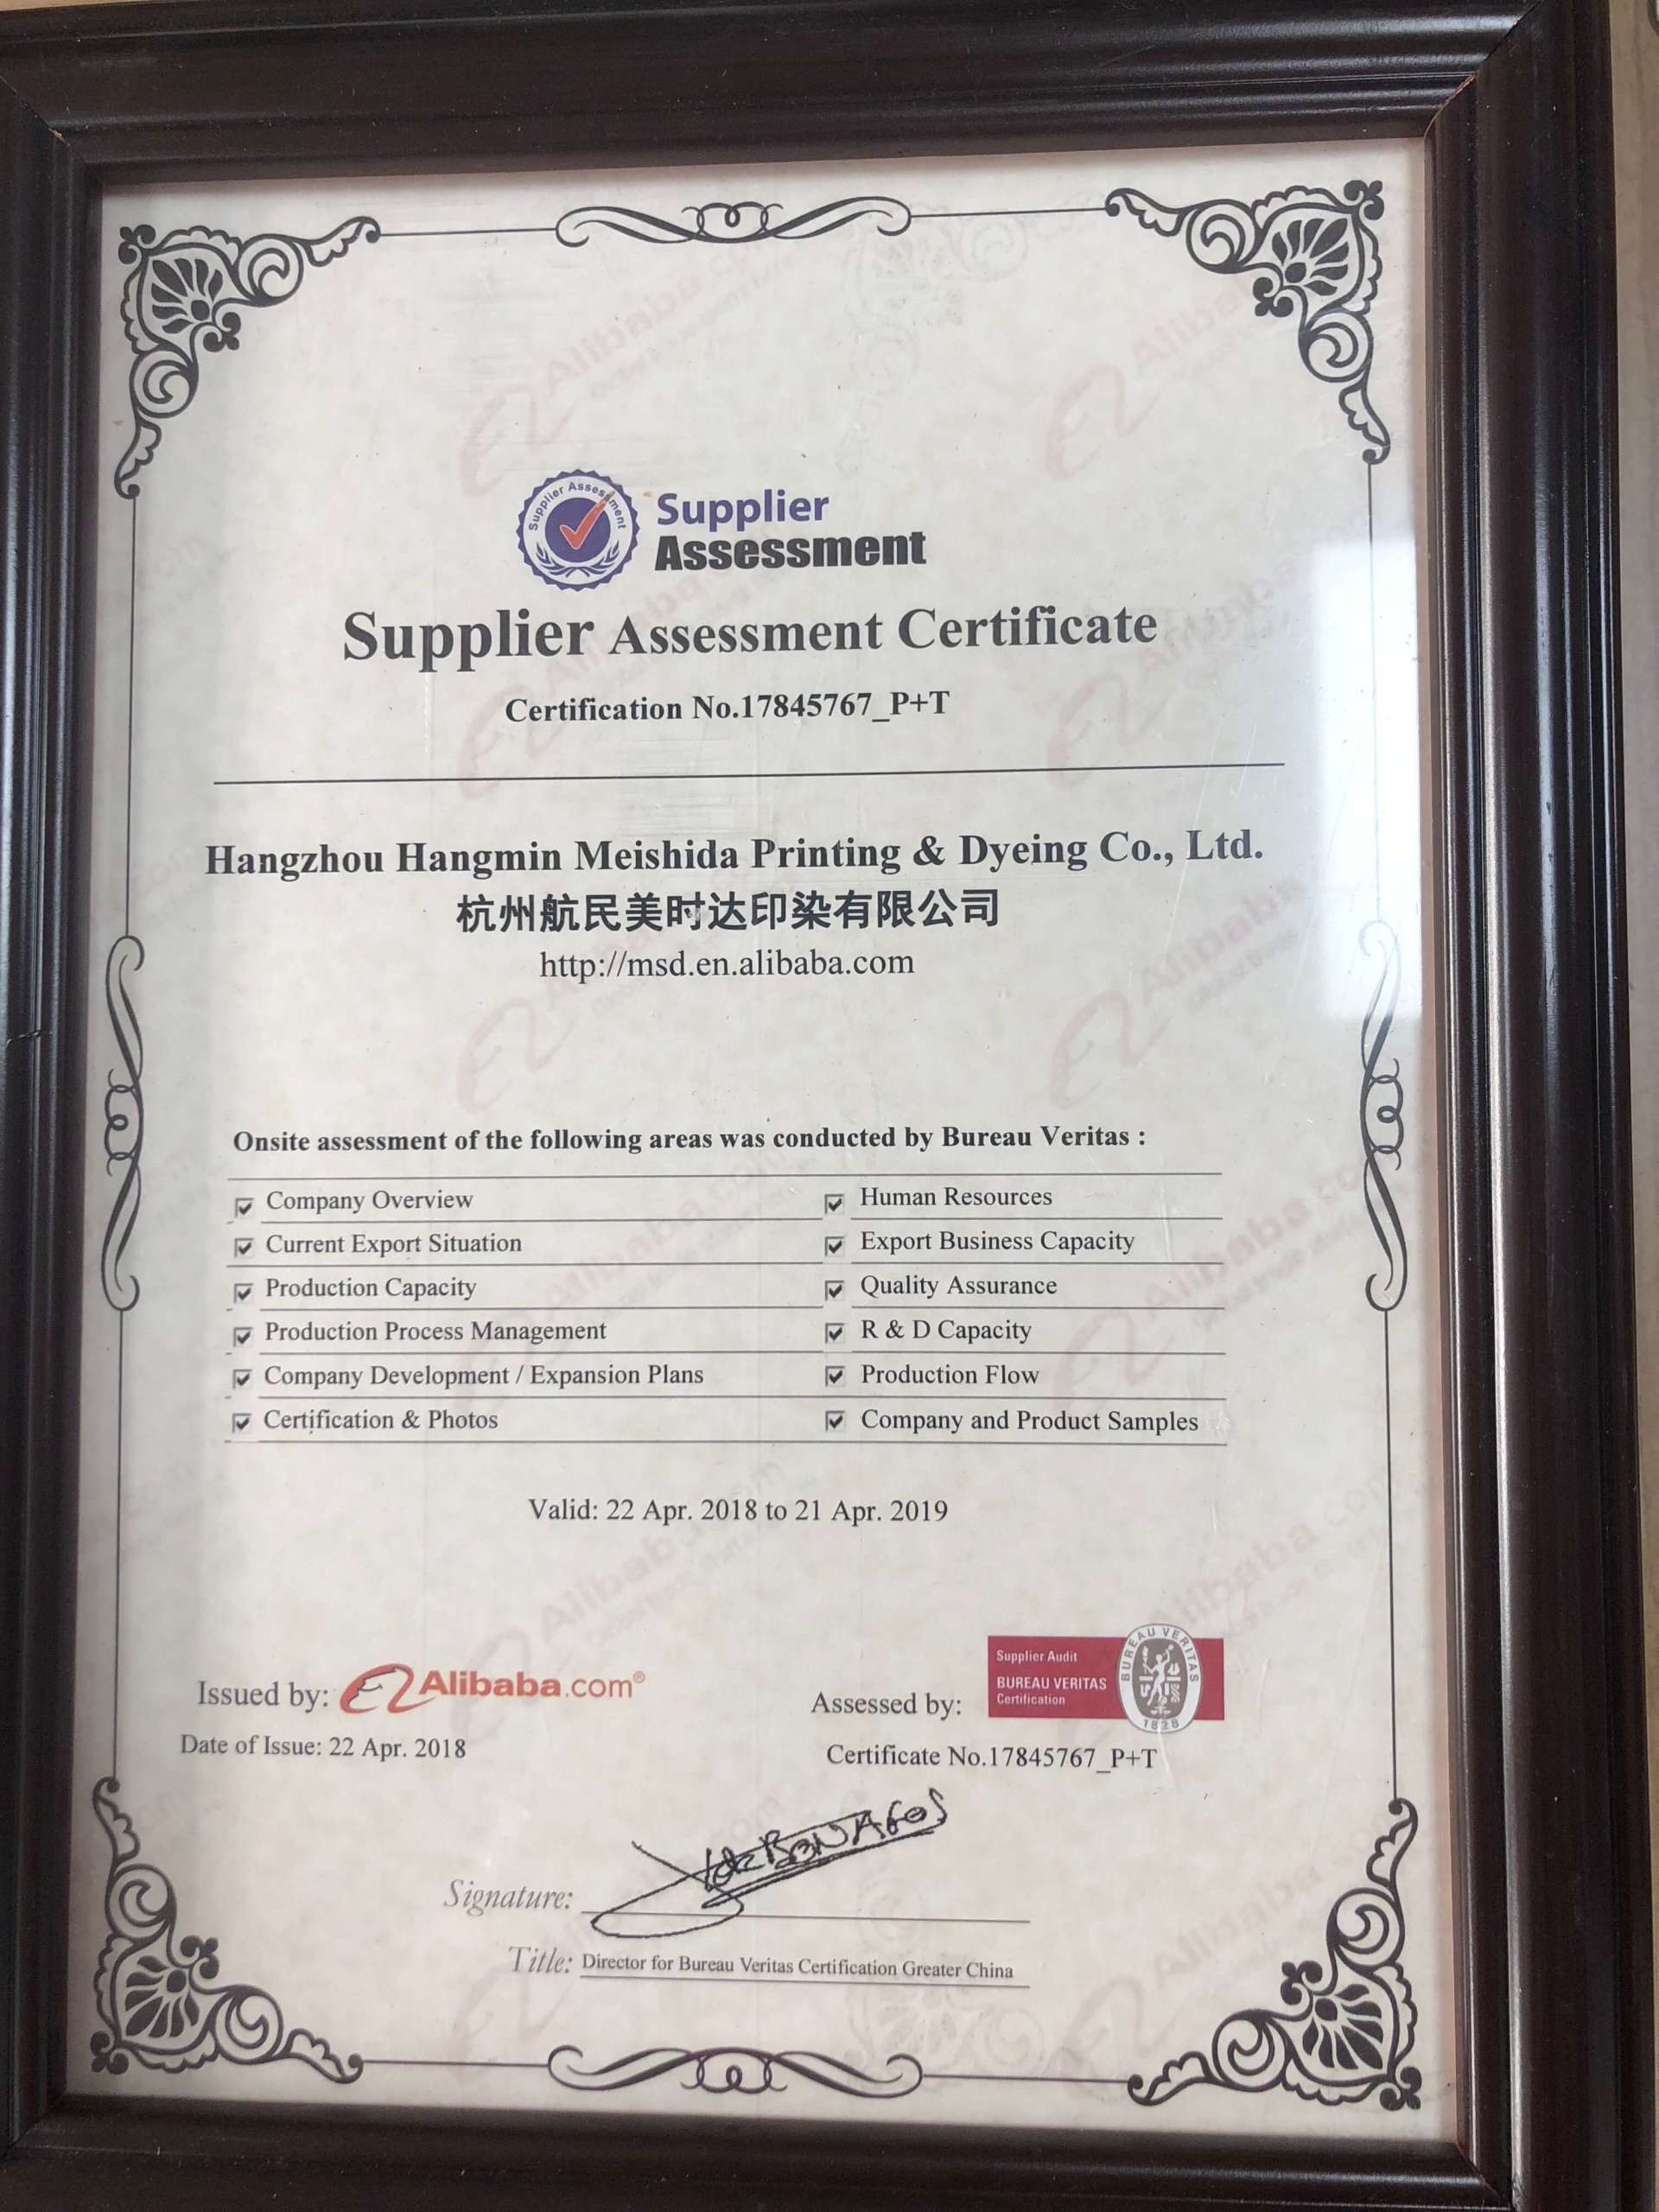 Supplier Assessment
Supplier
Assessment
Supplier Assessment Certificate
Certification No.17845767_P+T
Hangzhou Hangmin Meishida Printing & Dyeing Co., Ltd.
杭州航民美时达印染有限公司
http://msd.en.alibaba.com
Onsite assessment of the following areas was conducted by Bureau Veritas :
Company Overview
Human Resources
Current Export Situation
Export Business Capacity
Production Capacity
Quality Assurance
Production Process Management
R & D Capacity
Company Development / Expansion Plans
Production Flow
Certification & Photos
Company and Product Samples
Valid: 22 Apr. 2018 to 21 Apr. 2019
Issued by: Alibaba.com®
Date of Issue: 22 Apr. 2018
Assessed by:
Supplier Audit
BUREAU VERITAS
Certification
BUREAU VERITAS
1828
Certificate No.17845767_P+T
Signature:
Title: Director for Bureau Veritas Certification Greater China